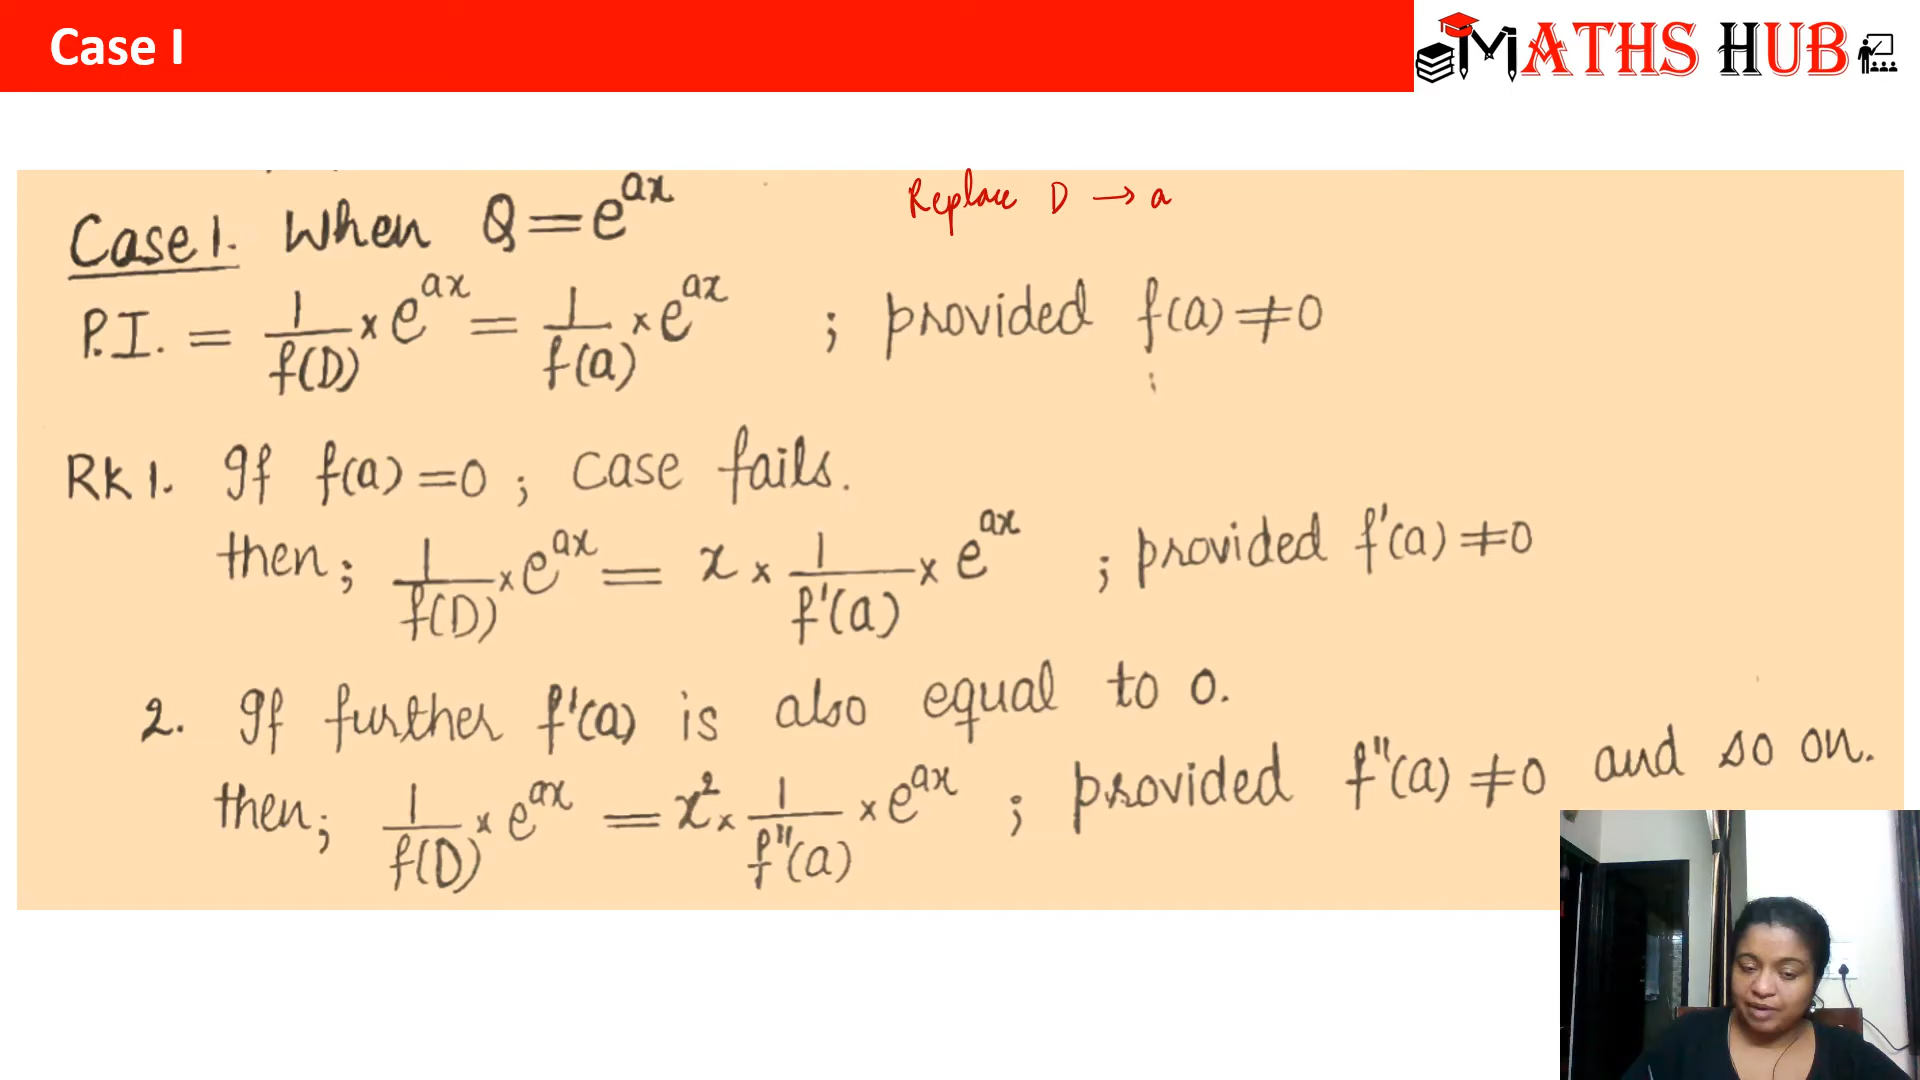 Case I
MATHS HUB
Case 1. When Q = e^{ax}
Replace D → a
P.I. = 1/f(D) × e^{ax} = 1/f(a) × e^{ax} ; provided f(a) ≠ 0
Rk 1. If f(a) = 0 ; case fails.
then; 1/f(D) × e^{ax} = x × 1/f'(a) × e^{ax} ; provided f'(a) ≠ 0
2. If further f'(a) is also equal to 0.
then; 1/f(D) × e^{ax} = x² × 1/f''(a) × e^{ax} ; provided f''(a) ≠ 0 and so on.